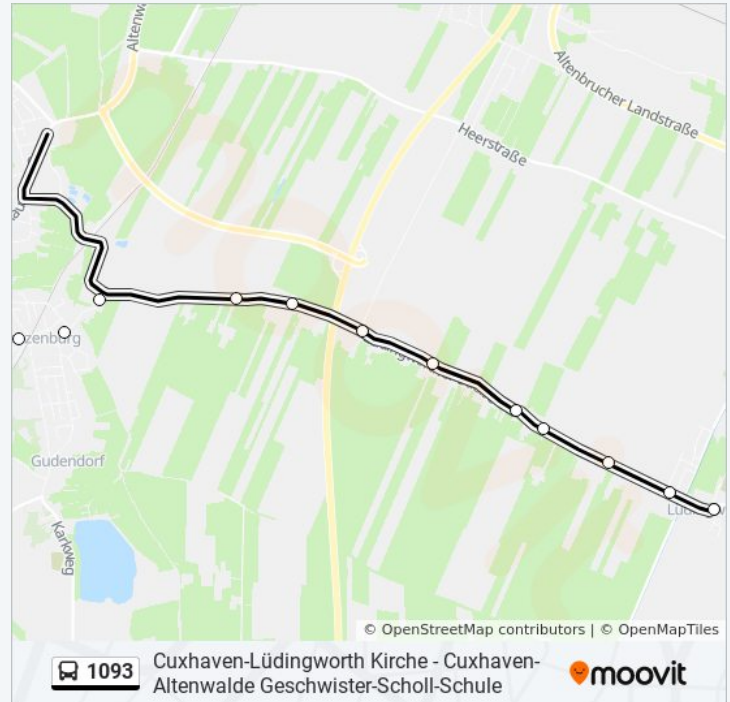 Altenbrucher Landstraße
Heerstraße
Gudendorf
Karkweg
© OpenStreetMap contributors | © OpenMapTiles
1093
Cuxhaven-Lüdingworth Kirche - Cuxhaven-
Altenwalde Geschwister-Scholl-Schule
moovit